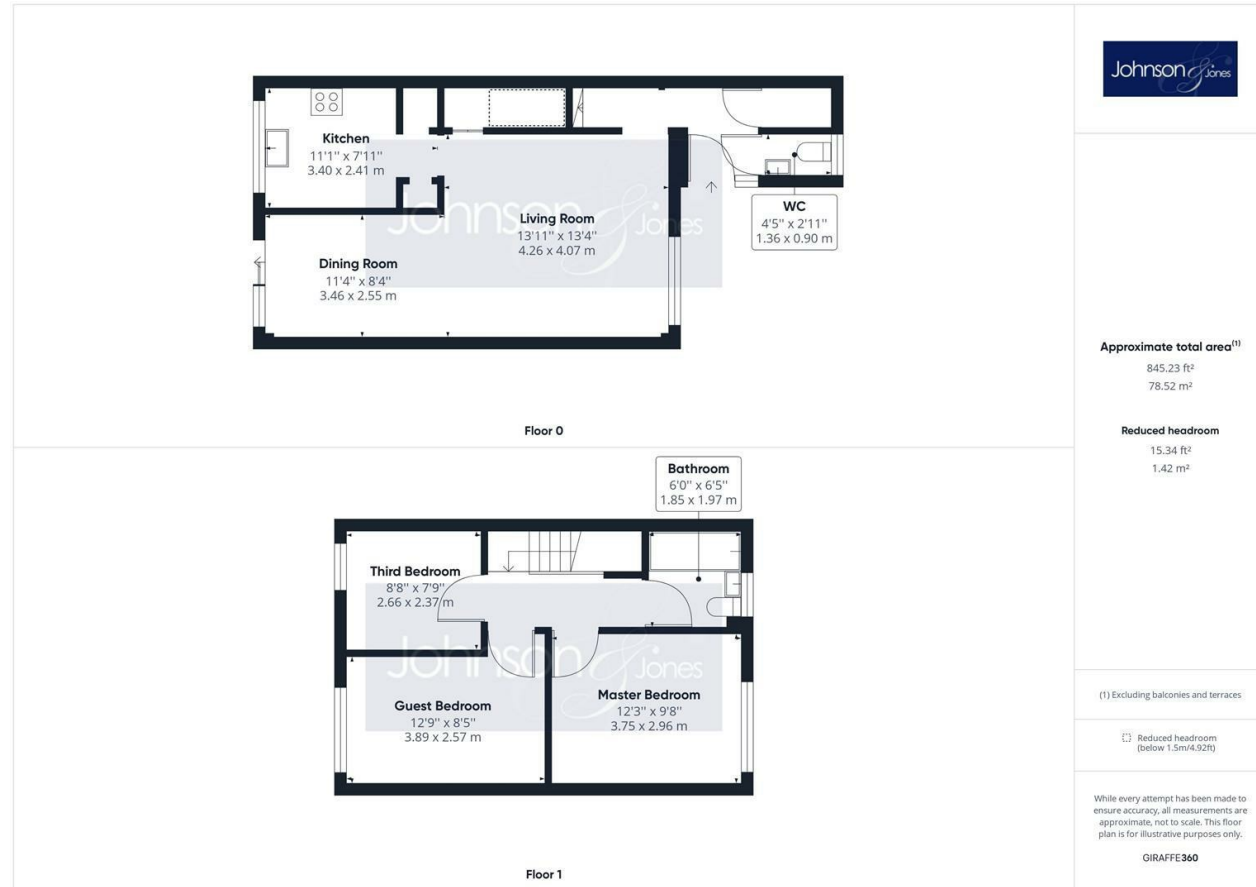 Johnson & Jones
Kitchen
11'1'' x 7'11''
3.40 x 2.41 m
Living Room
13'11'' x 13'4''
4.26 x 4.07 m
Dining Room
11'4'' x 8'4''
3.46 x 2.55 m
WC
4'5'' x 2'11''
1.36 x 0.90 m
Johnson & Jones
Floor 0
Bathroom
6'0'' x 6'5''
1.85 x 1.97 m
Third Bedroom
8'8'' x 7'9''
2.66 x 2.37 m
Johnson & Jones
Guest Bedroom
12'9'' x 8'5''
3.89 x 2.57 m
Master Bedroom
12'3'' x 9'8''
3.75 x 2.96 m
Floor 1
Approximate total area(1)
845.23 ft²
78.52 m²
Reduced headroom
15.34 ft²
1.42 m²
(1) Excluding balconies and terraces
Reduced headroom
(below 1.5m/4.92ft)
While every attempt has been made to
ensure accuracy, all measurements are
approximate, not to scale. This floor
plan is for illustrative purposes only.
GIRAFFE360